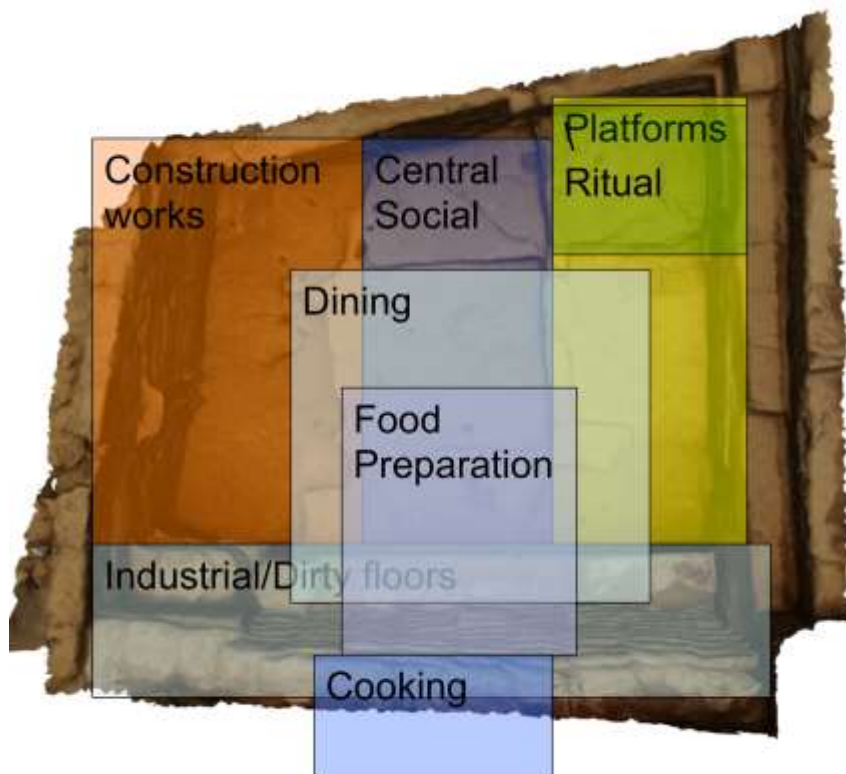 Construction
works
Central
Social
Platforms
Ritual
Dining
Food
Preparation
Industrial/Dirty floors
Cooking